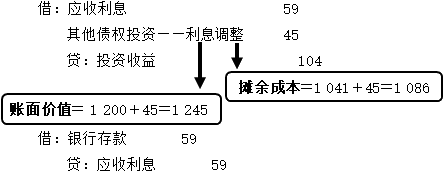 借：应收利息 59
其他债权投资——利息调整 45
贷：投资收益 104
摊余成本＝1 041＋45＝1 086
账面价值＝ 1 200＋45＝1 245
借：银行存款 59
贷：应收利息 59